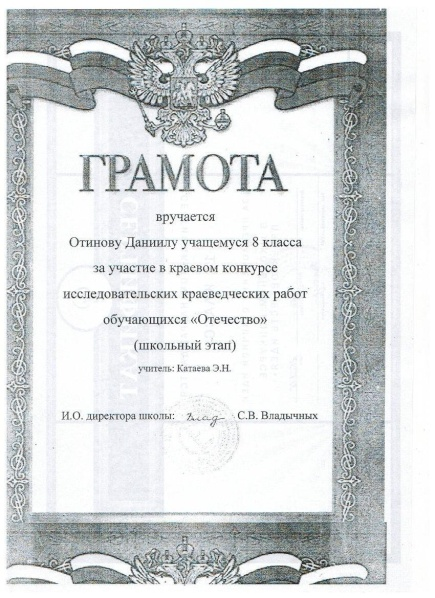 ГРАМОТА
вручается
Отинову Даниилу учащемуся 8 класса
за участие в краевом конкурсе
исследовательских краеведческих работ
обучающихся «Отечество»
(школьный этап)
учитель: Катаева Э.Н.
И.О. директора школы: С.В. Владычных